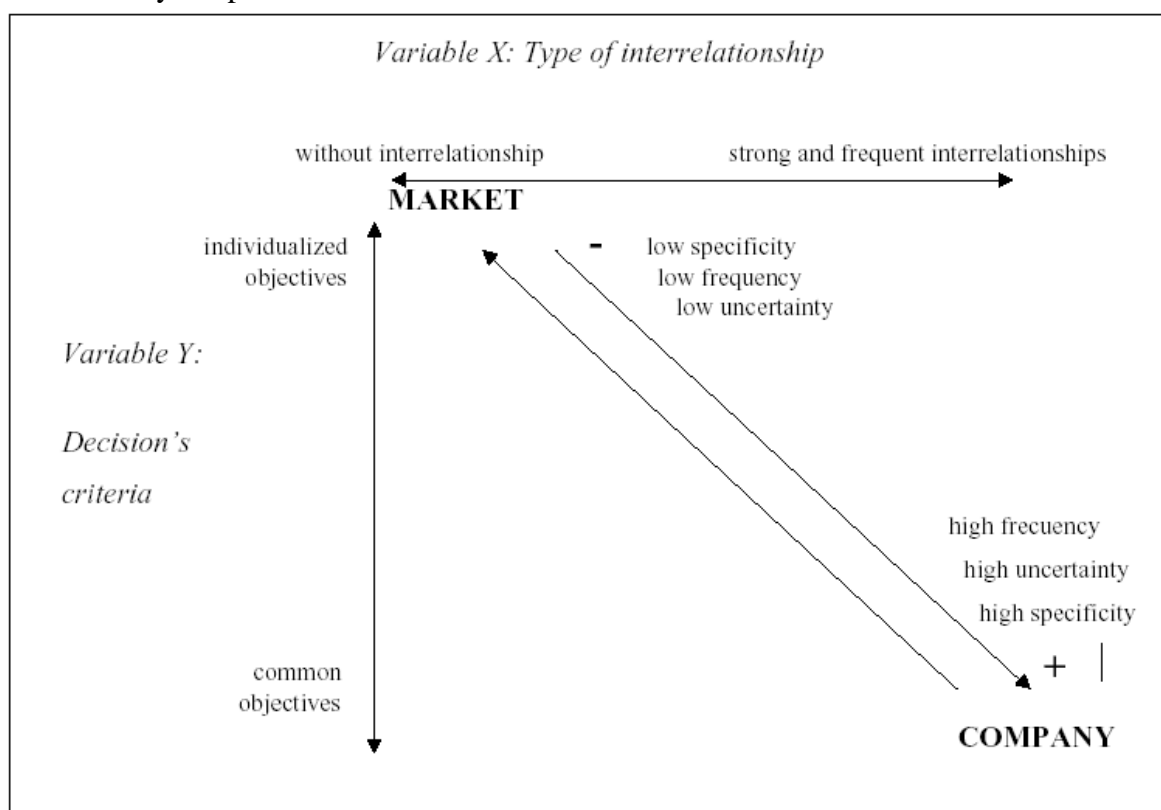 Variable X: Type of interrelationship
without interrelationship
strong and frequent interrelationships
MARKET
individualized
objectives
- low specificity
low frequency
low uncertainty
Variable Y:
Decision's
criteria
high frecuency
high uncertainty
high specificity
+ |
common
objectives
COMPANY